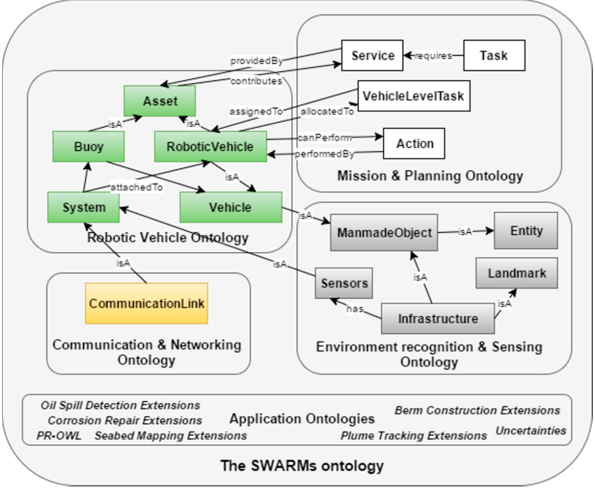 providedBy
Service
requires
Task
contributes
Asset
VehicleLevelTask
assignedTo
allocatedTo
isA
isA
Buoy
RoboticVehicle
canPerform
Action
performedBy
Mission & Planning Ontology
attachedTo
isA
System
Vehicle
isA
Robotic Vehicle Ontology
ManmadeObject
isA
Entity
isA
isA
Sensors
isA
Landmark
CommunicationLink
has
Infrastructure
isA
Communication & Networking
Ontology
Environment recognition & Sensing
Ontology
Oil Spill Detection Extensions
Corrosion Repair Extensions
PR-OWL
Seabed Mapping Extensions
Application Ontologies
Berm Construction Extensions
Plume Tracking Extensions
Uncertainties
The SWARMs ontology